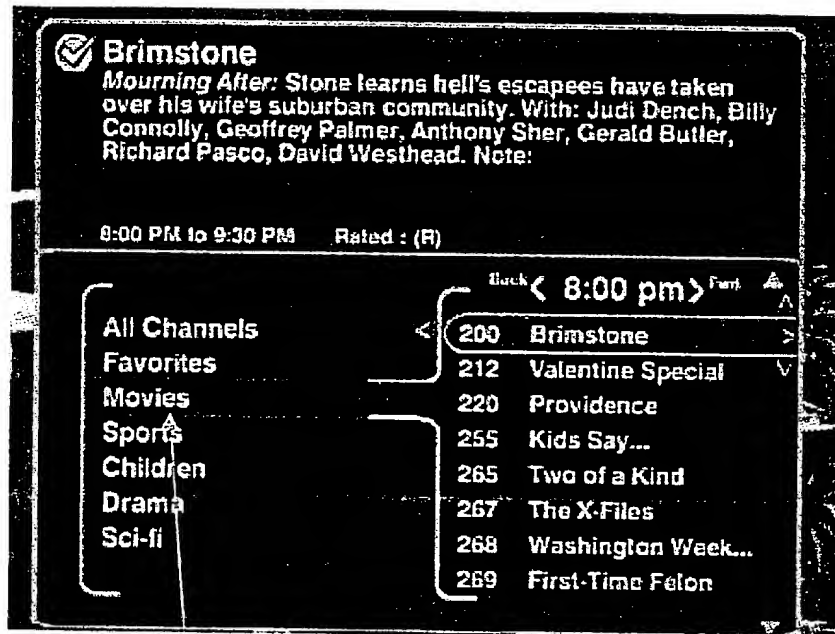 Brimstone
Mourning After: Stone learns hell's escapees have taken
over his wife's suburban community. With: Judi Dench, Billy
Connolly, Geoffrey Palmer, Anthony Sher, Gerald Butler,
Richard Pasco, David Westhead. Note:
8:00 PM to 9:30 PM Rated : (R)
Back < 8:00 pm >
All Channels
Favorites
Movies
Sports
Children
Drama
Sci-fi
< 200 Brimstone >
212 Valentine Special
220 Providence
255 Kids Say...
265 Two of a Kind
267 The X-Files
268 Washington Week...
269 First-Time Felon